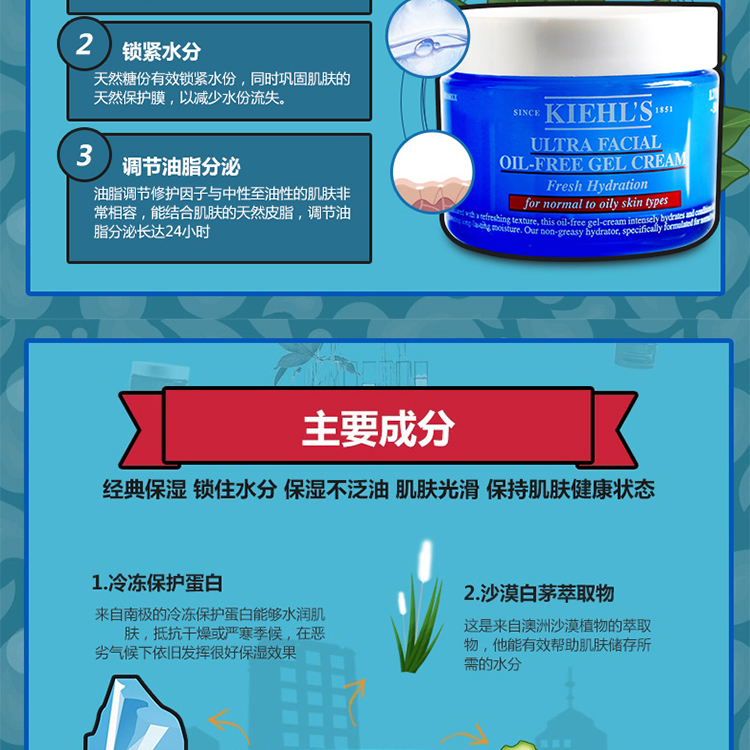 2
锁紧水分
天然糖份有效锁紧水份，同时巩固肌肤的
天然保护膜，以减少水份流失。
3
调节油脂分泌
油脂调节修护因子与中性至油性的肌肤非
常相容，能结合肌肤的天然皮脂，调节油
脂分泌长达24小时
SINCE KIEHL'S 1851
ULTRA FACIAL
OIL-FREE GEL CREAM
Fresh Hydration
for normal to oily skin types
with a refreshing texture, this oil-free gel-cream intensely hydrates and
moisture. Our non-greasy hydrator, specifically formulated for
主要成分
经典保湿 锁住水分 保湿不泛油 肌肤光滑 保持肌肤健康状态
1.冷冻保护蛋白
来自南极的冷冻保护蛋白能够水润肌
肤，抵抗干燥或严寒季候，在恶
劣气候下依旧发挥很好保湿效果
2.沙漠白茅萃取物
这是来自澳洲沙漠植物的萃取
物，他能有效帮助肌肤储存所
需的水分